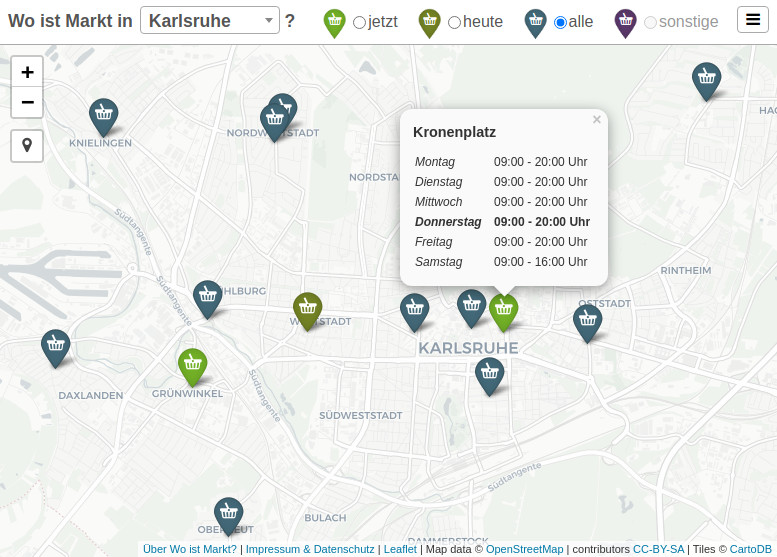 Wo ist Markt in Karlsruhe ? jetzt heute alle sonstige
+
−
KNIELINGEN
NORDWESTSTADT
NORDSTA
HAG
×
Kronenplatz
Montag 09:00 - 20:00 Uhr
Dienstag 09:00 - 20:00 Uhr
Mittwoch 09:00 - 20:00 Uhr
Donnerstag 09:00 - 20:00 Uhr
Freitag 09:00 - 20:00 Uhr
Samstag 09:00 - 16:00 Uhr
Südtangente
Südtangente
RINTHEIM
HLBURG
OSTSTADT
W TSTADT
KARLSRUHE
DAXLANDEN
GRÜNWINKEL
Südtangente
SÜDWESTSTADT
Südtangente
BULACH
OBER EUT
DAMMERSTOCK
Über Wo ist Markt? | Impressum & Datenschutz | Leaflet | Map data © OpenStreetMap | contributors CC-BY-SA | Tiles © CartoDB